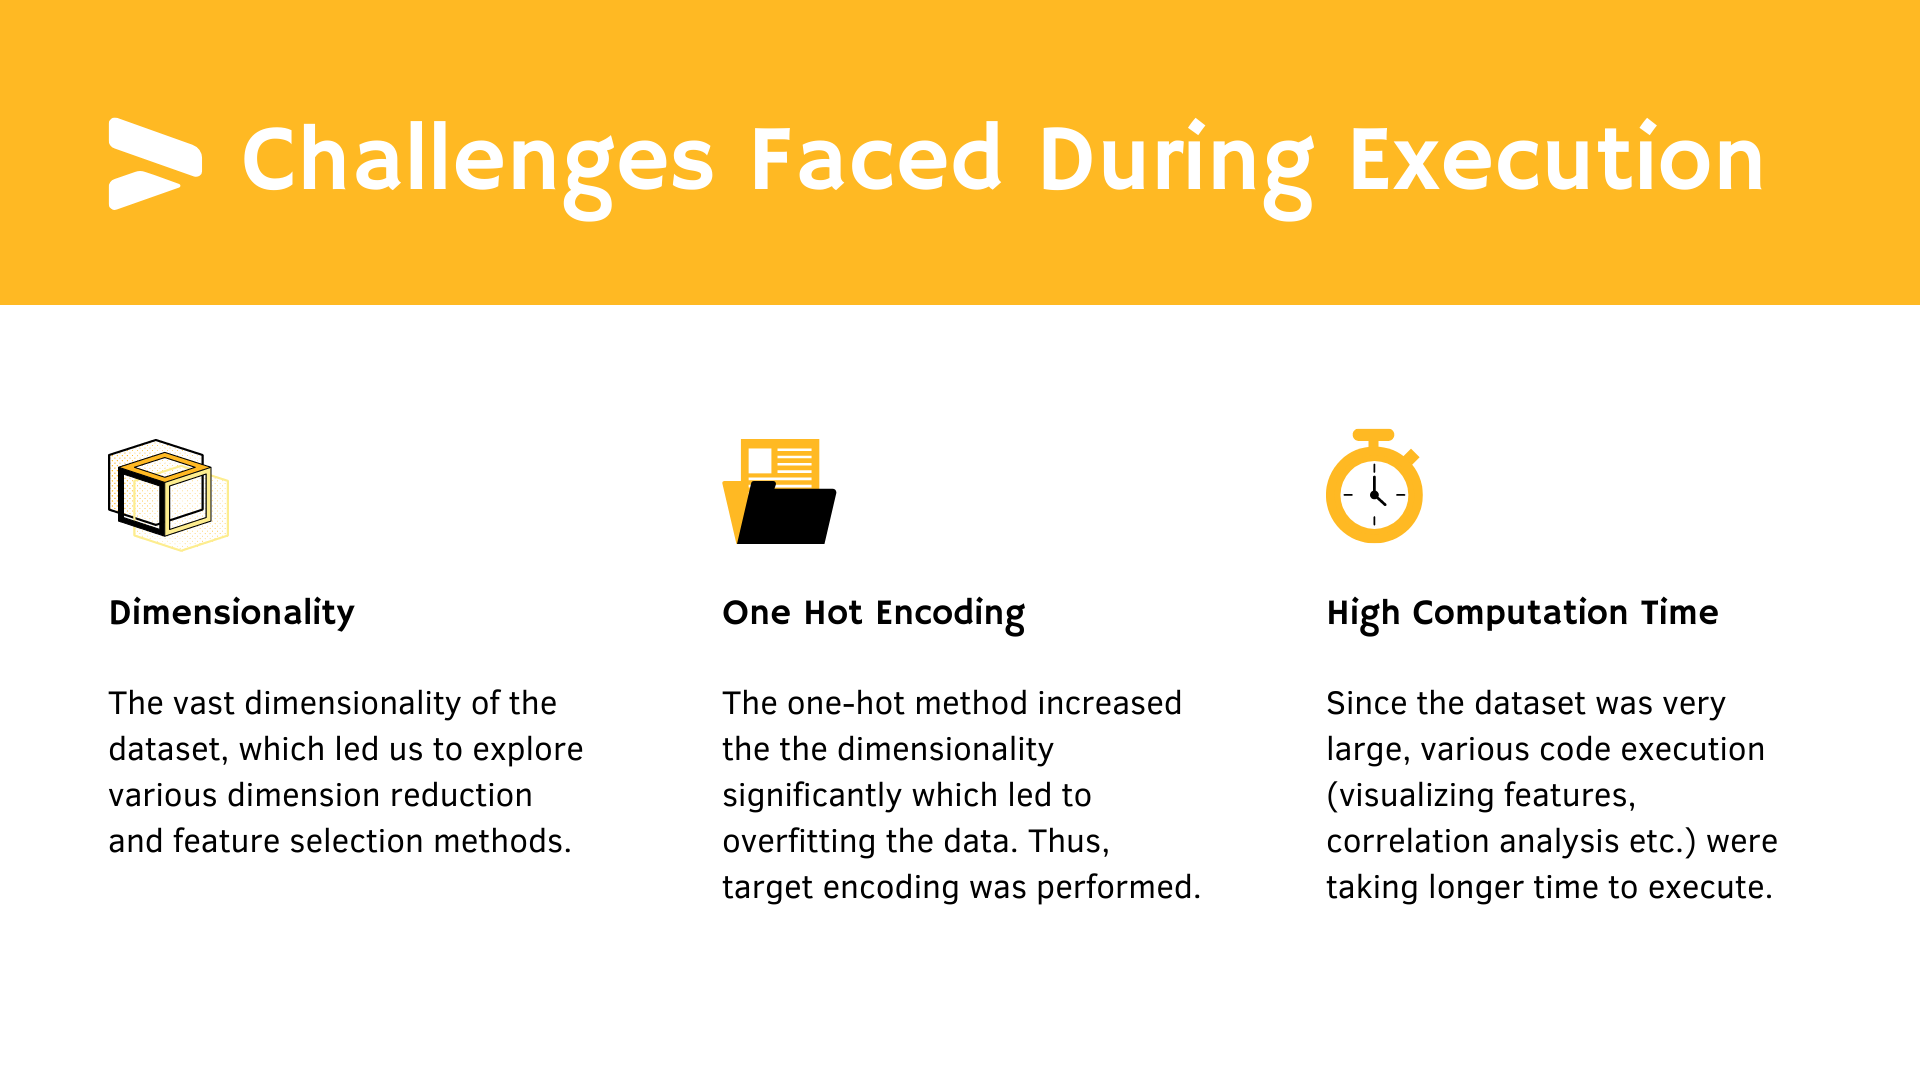 Challenges Faced During Execution
Dimensionality
The vast dimensionality of the
dataset, which led us to explore
various dimension reduction
and feature selection methods.
One Hot Encoding
The one-hot method increased
the the dimensionality
significantly which led to
overfitting the data. Thus,
target encoding was performed.
High Computation Time
Since the dataset was very
large, various code execution
(visualizing features,
correlation analysis etc.) were
taking longer time to execute.